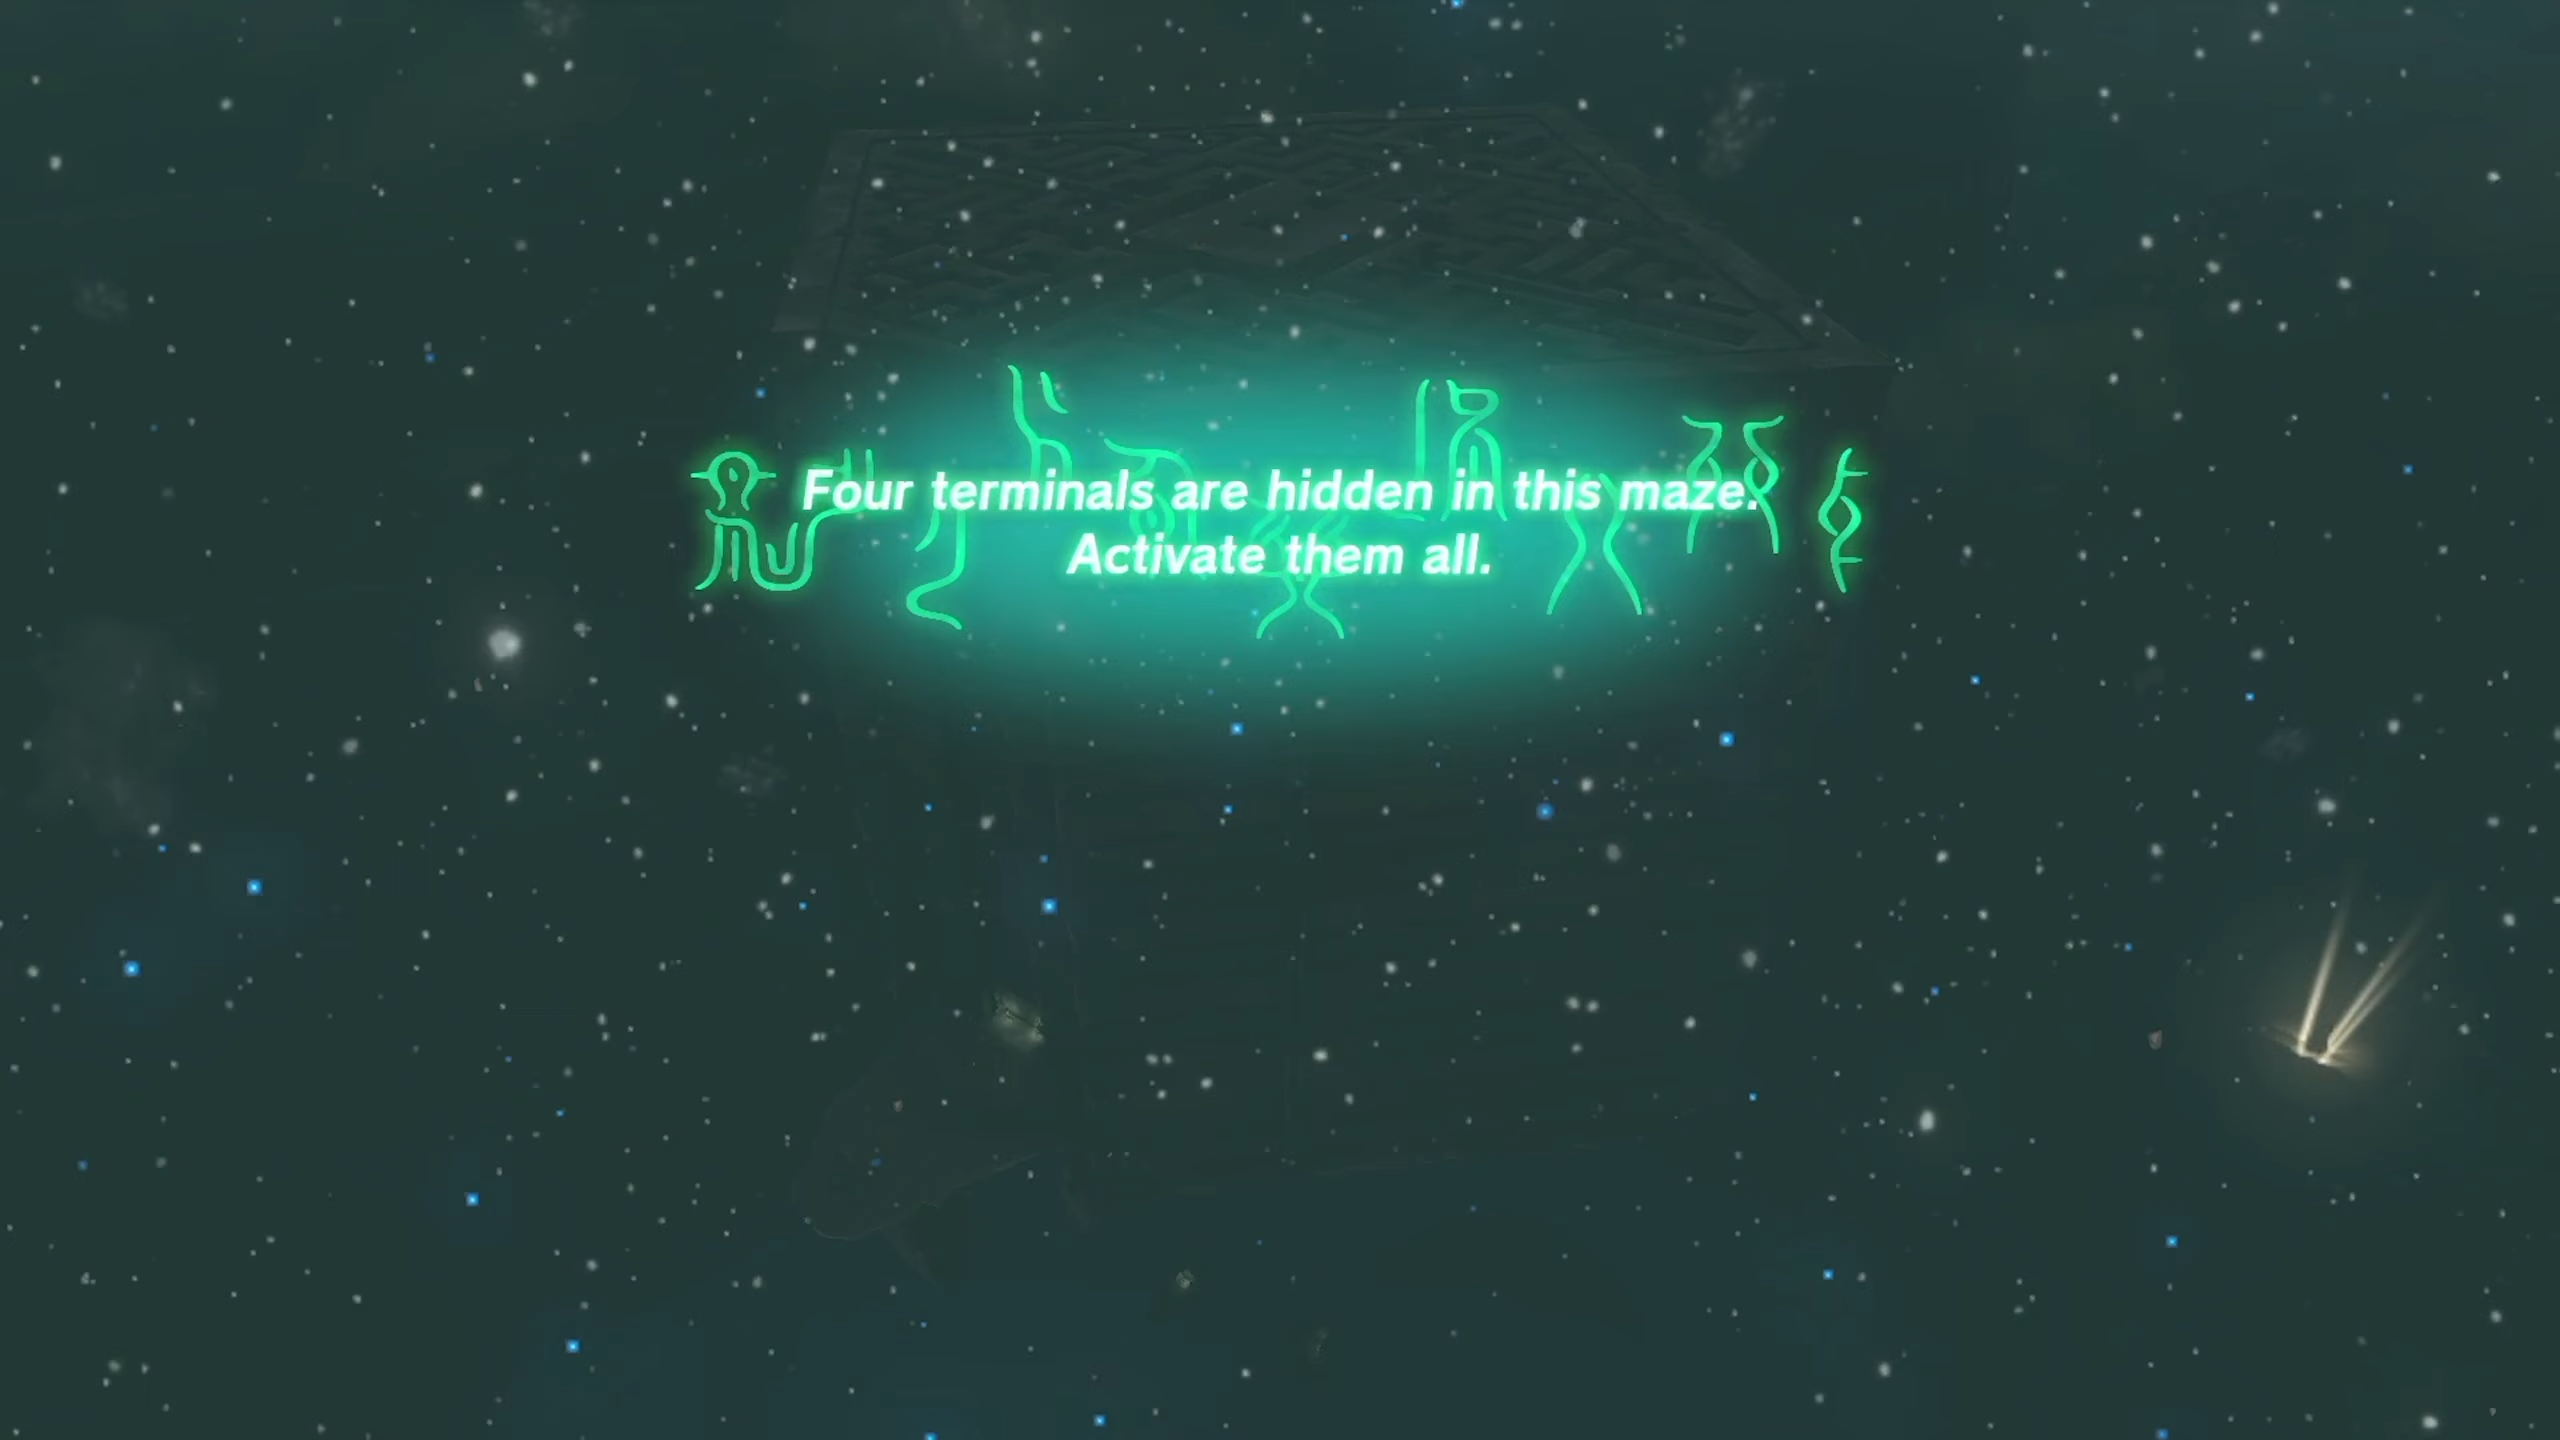 Four terminals are hidden in this maze.
Activate them all.